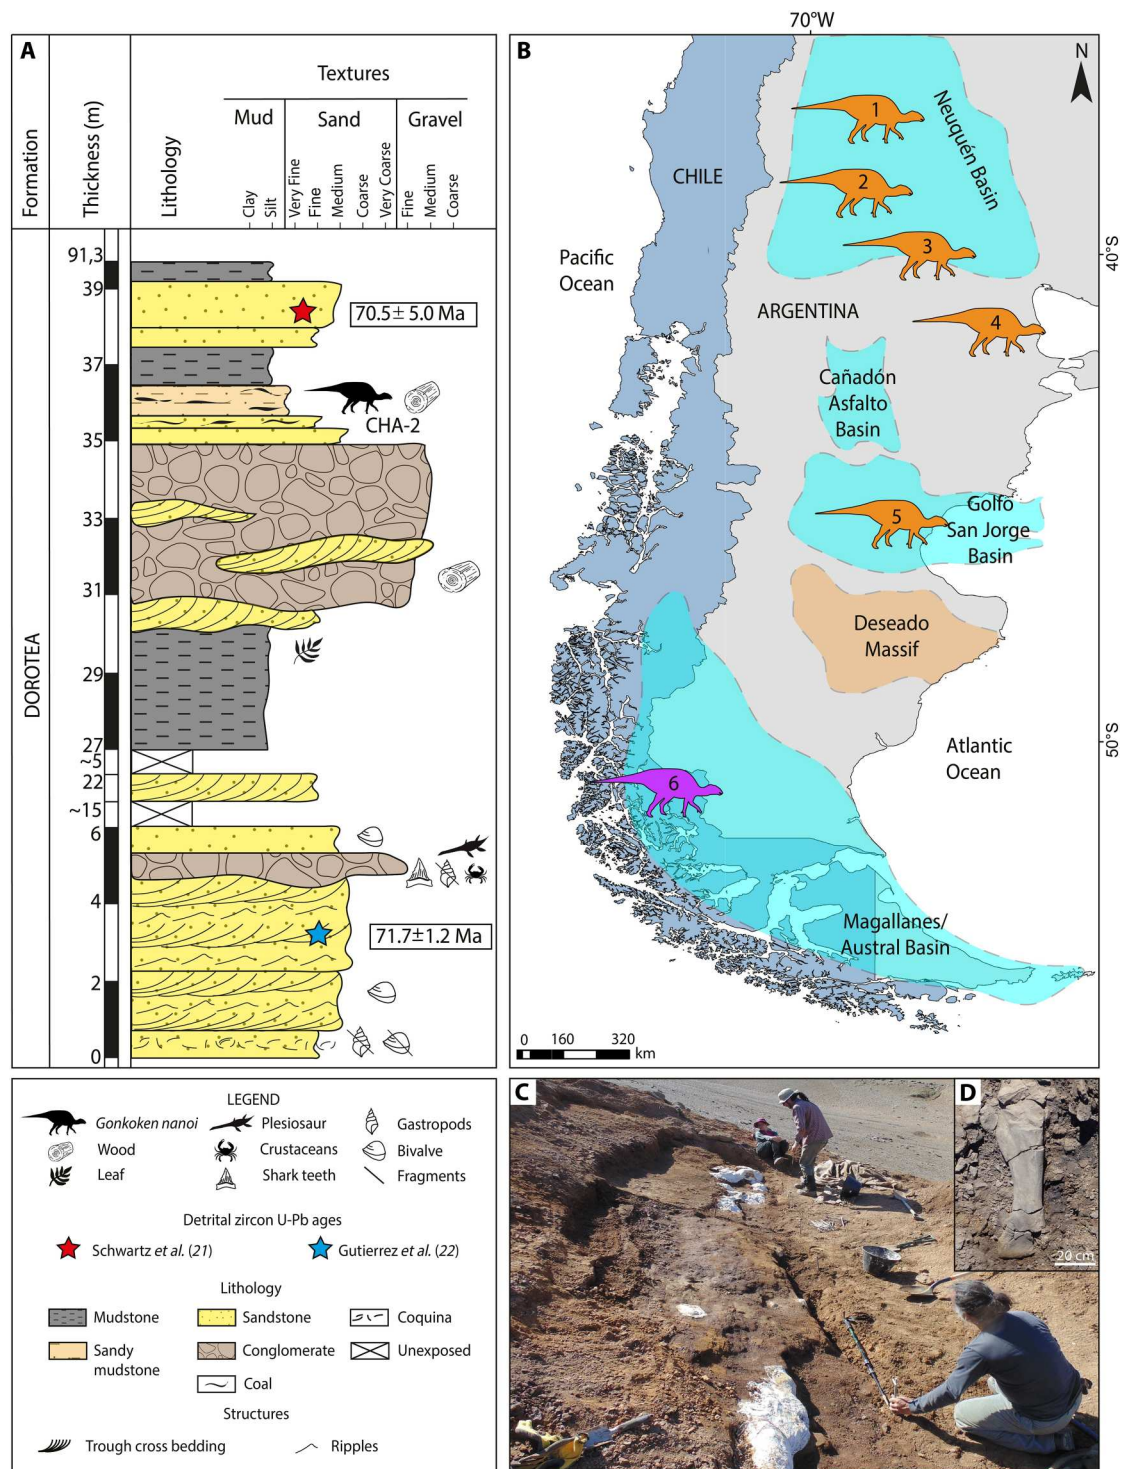 A
Textures
Mud
Sand
Gravel
Formation
Thickness (m)
Lithology
Clay
Silt
Very Fine
Fine
Medium
Coarse
Very Coarse
Fine
Medium
Coarse
91,3
39
70.5± 5.0 Ma
37
CHA-2
35
33
31
DOROTEA
29
27
~5
22
~15
6
4
71.7±1.2 Ma
2
0
LEGEND
Gonkoken nanoi
Plesiosaur
Gastropods
Wood
Crustaceans
Bivalve
Leaf
Shark teeth
Fragments
Detrital zircon U-Pb ages
Schwartz et al. (21)
Gutierrez et al. (22)
Lithology
Mudstone
Sandstone
Coquina
Sandy
mudstone
Conglomerate
Unexposed
Coal
Structures
Trough cross bedding
Ripples
70°W
B
N
1
Neuquén Basin
CHILE
2
3
40°S
Pacific
Ocean
ARGENTINA
4
Cañadón
Asfalto
Basin
5
Golfo
San Jorge
Basin
Deseado
Massif
50°S
Atlantic
Ocean
6
Magallanes/
Austral Basin
0 160 320
km
C
D
20 cm